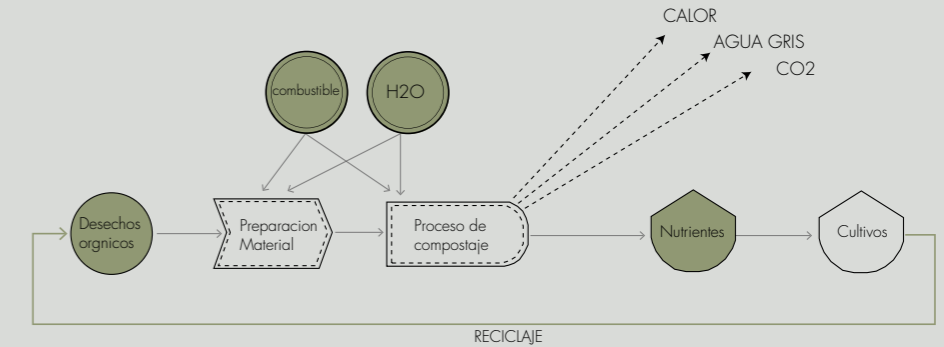 CALOR
AGUA GRIS
CO2
combustible
H2O
Desechos
orgnicos
Preparacion
Material
Proceso de
compostaje
Nutrientes
Cultivos
RECICLAJE